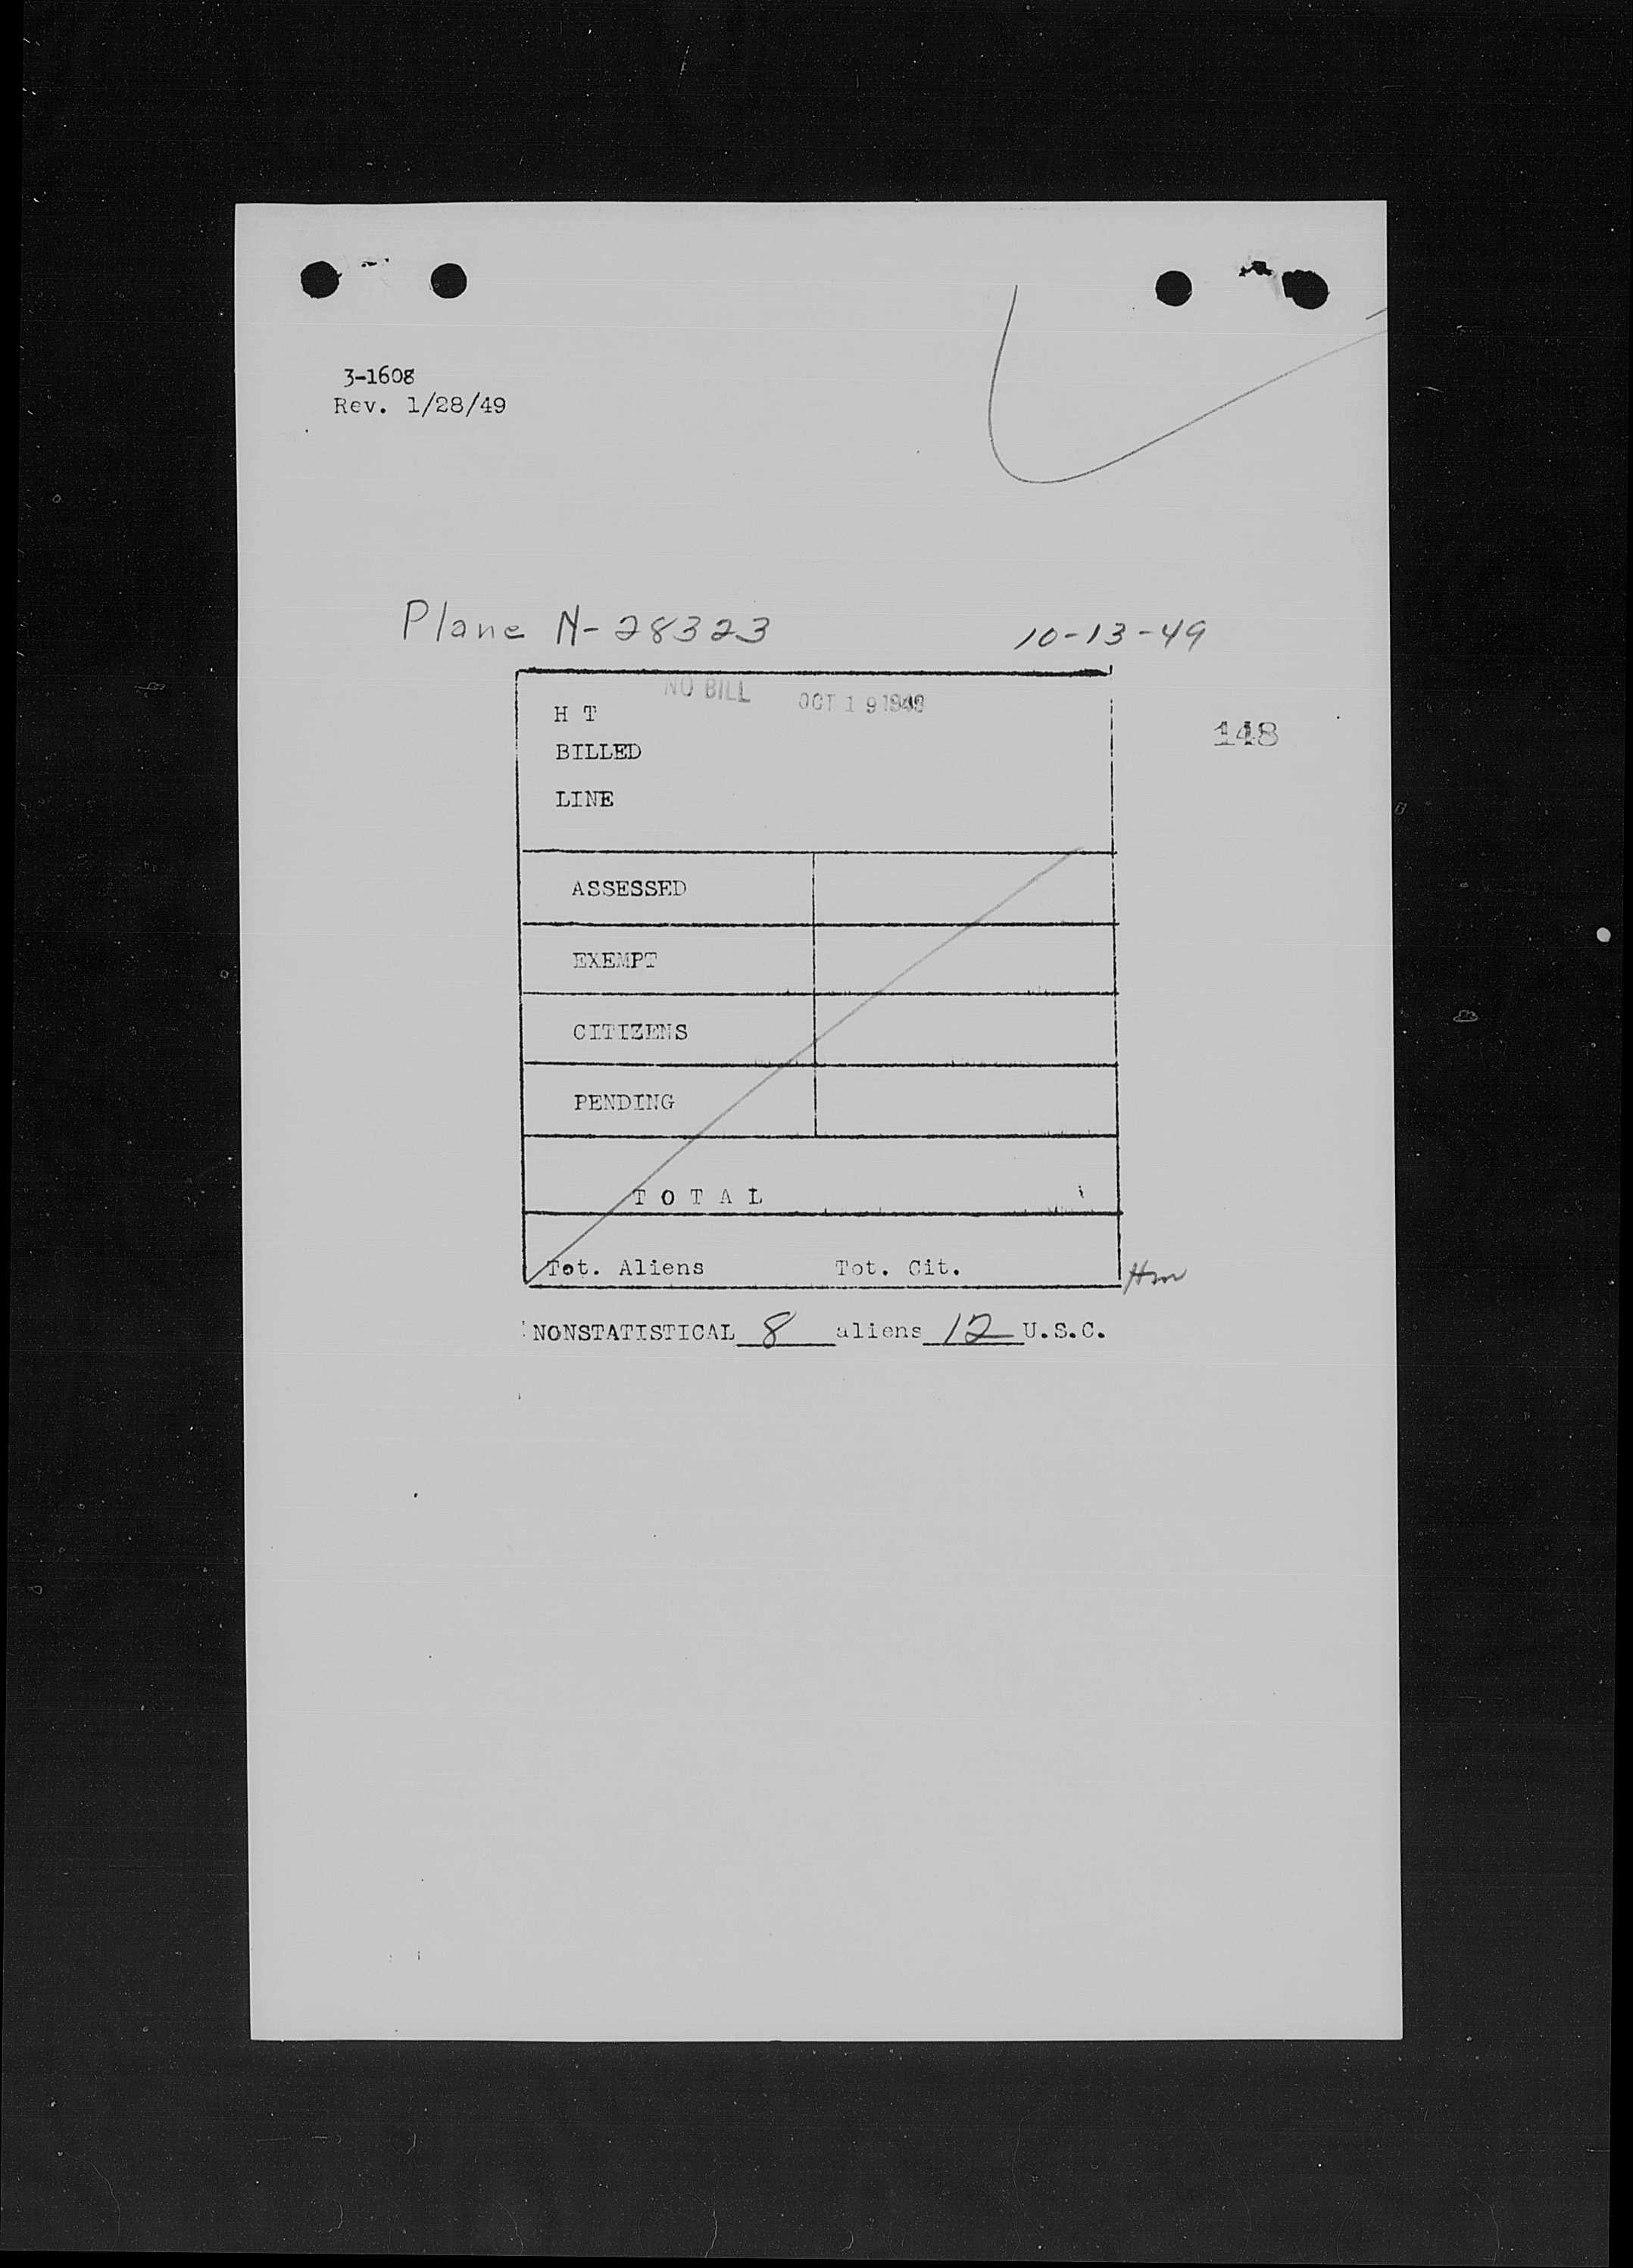 3-1608
Rev. 1/28/49
Plane N-28323 10-13-49
NO BILL OCT 19 1949
H T
148
BILLED
LINE
ASSESSED
EXEMPT
CITIZENS
PENDING
T O T A L
Tot. Aliens Tot. Cit.
NONSTATISTICAL 8 aliens 12 U.S.C.